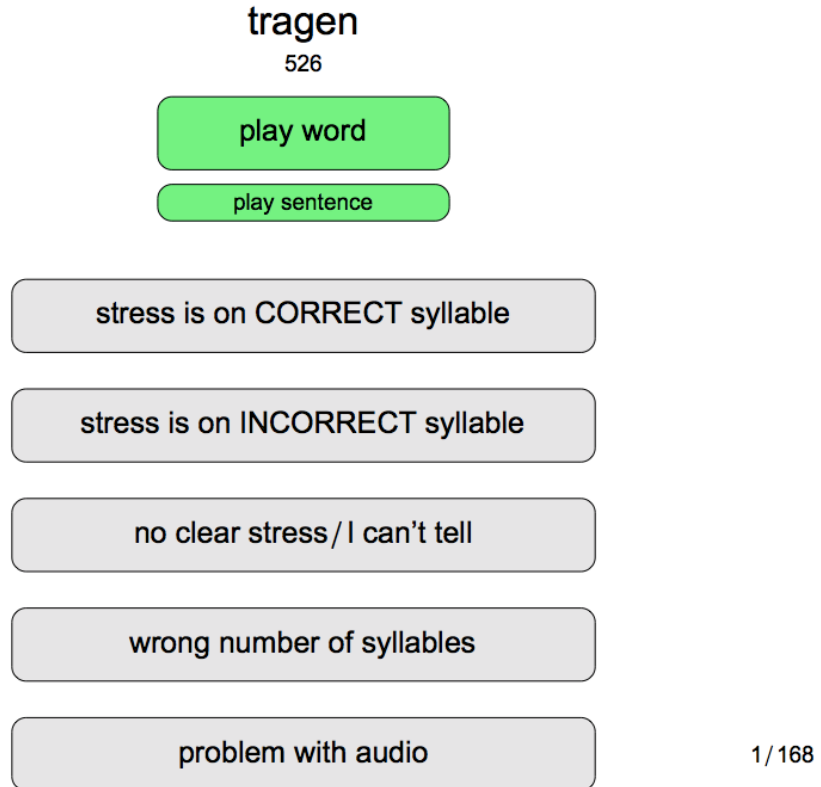 tragen
526
play word
play sentence
stress is on CORRECT syllable
stress is on INCORRECT syllable
no clear stress/I can't tell
wrong number of syllables
problem with audio
1/168